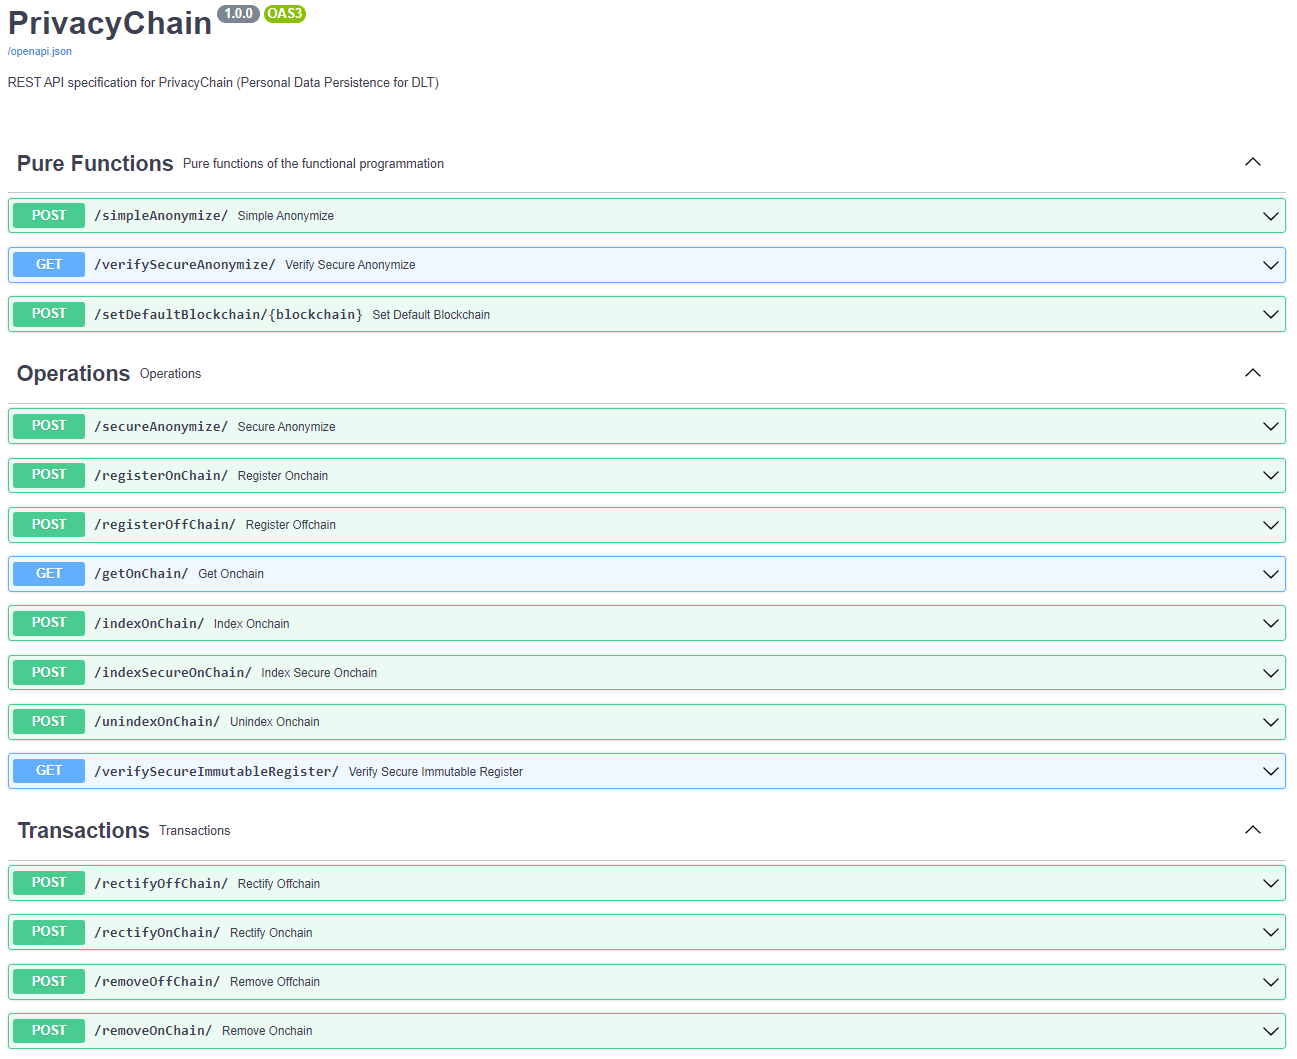 PrivacyChain 1.0.0 OAS3
/openapi.json
REST API specification for PrivacyChain (Personal Data Persistence for DLT)
Pure Functions Pure functions of the functional programmation
POST /simpleAnonymize/ Simple Anonymize
GET /verifySecureAnonymize/ Verify Secure Anonymize
POST /setDefaultBlockchain/{blockchain} Set Default Blockchain
Operations Operations
POST /secureAnonymize/ Secure Anonymize
POST /registerOnChain/ Register Onchain
POST /registerOffChain/ Register Offchain
GET /getOnChain/ Get Onchain
POST /indexOnChain/ Index Onchain
POST /indexSecureOnChain/ Index Secure Onchain
POST /unindexOnChain/ Unindex Onchain
GET /verifySecureImmutableRegister/ Verify Secure Immutable Register
Transactions Transactions
POST /rectifyOffChain/ Rectify Offchain
POST /rectifyOnChain/ Rectify Onchain
POST /removeOffChain/ Remove Offchain
POST /removeOnChain/ Remove Onchain